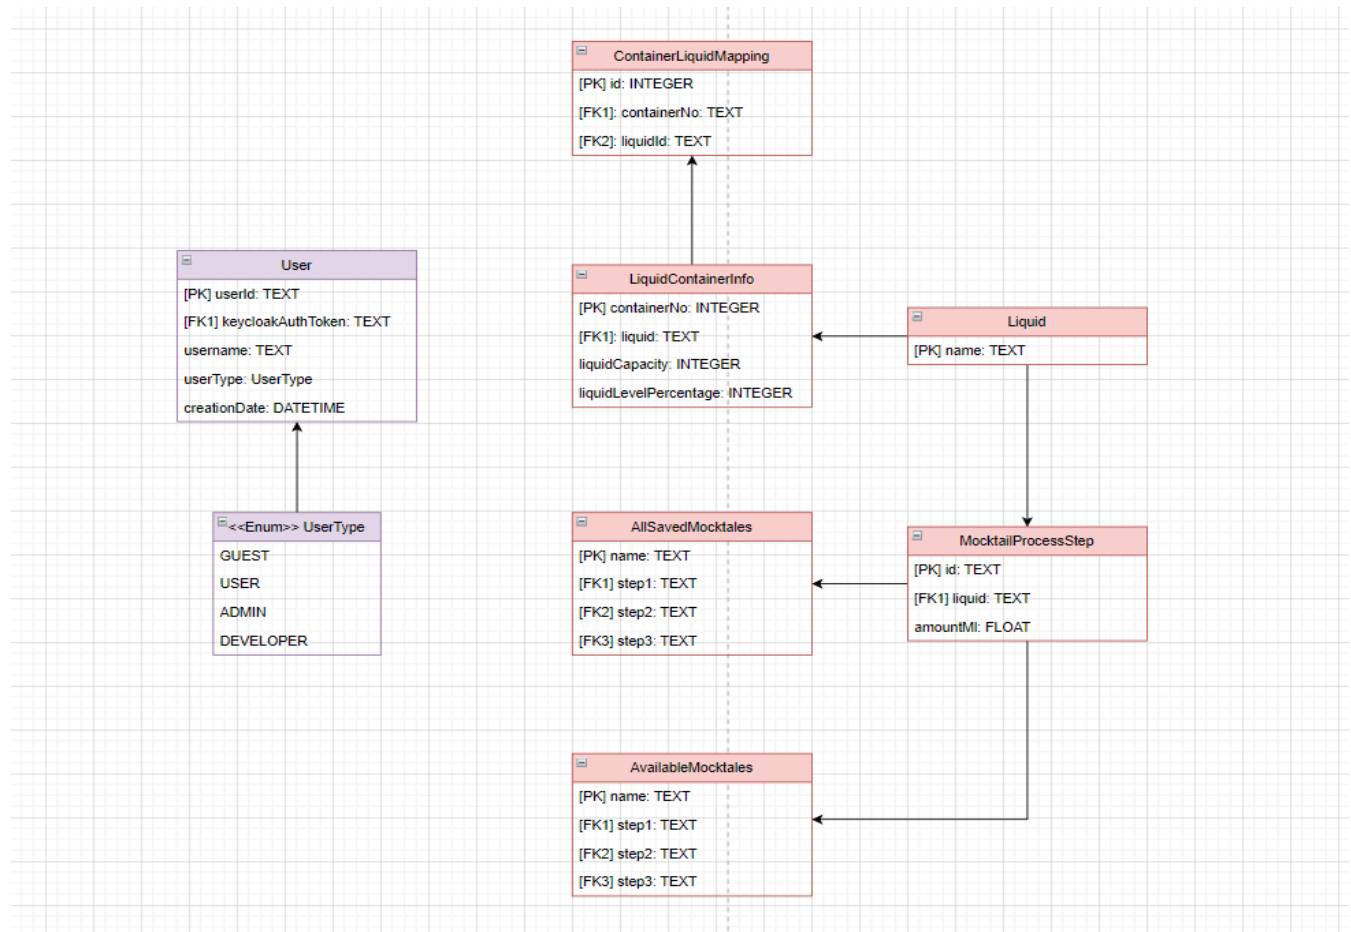 ContainerLiquidMapping
[PK] id: INTEGER
[FK1]: containerNo: TEXT
[FK2]: liquidId: TEXT
User
[PK] userId: TEXT
[FK1] keycloakAuthToken: TEXT
username: TEXT
userType: UserType
creationDate: DATETIME
LiquidContainerInfo
[PK] containerNo: INTEGER
[FK1]: liquid: TEXT
liquidCapacity: INTEGER
liquidLevelPercentage: INTEGER
Liquid
[PK] name: TEXT
<<Enum>> UserType
GUEST
USER
ADMIN
DEVELOPER
AllSavedMocktales
[PK] name: TEXT
[FK1] step1: TEXT
[FK2] step2: TEXT
[FK3] step3: TEXT
MocktailProcessStep
[PK] id: TEXT
[FK1] liquid: TEXT
amountMl: FLOAT
AvailableMocktales
[PK] name: TEXT
[FK1] step1: TEXT
[FK2] step2: TEXT
[FK3] step3: TEXT